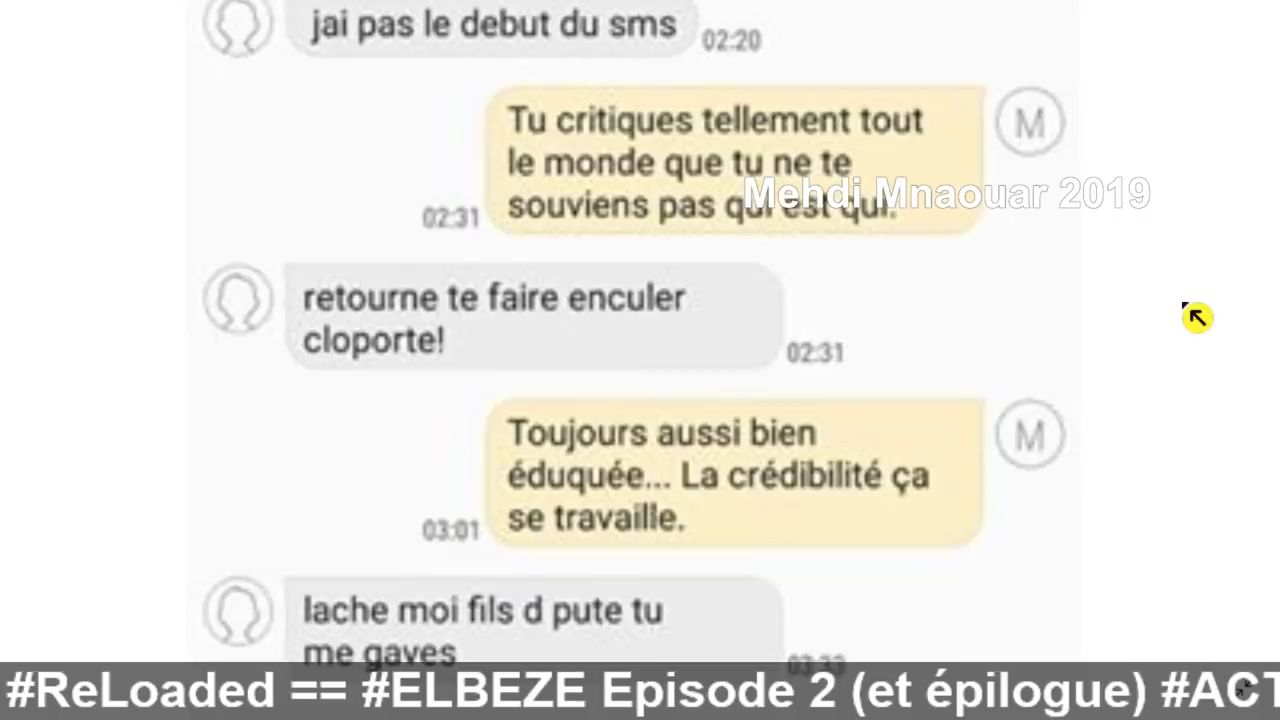 jai pas le debut du sms
02:20
Tu critiques tellement tout
le monde que tu ne te
souviens pas qui est qui.
M
Mehdi Mnaouar 2019
02:31
retourne te faire enculer
cloporte!
02:31
Toujours aussi bien
éduquée... La crédibilité ça
se travaille.
M
03:01
lache moi fils d pute tu
me gaves
03:33
#ReLoaded == #ELBEZE Episode 2 (et épilogue) #ACT